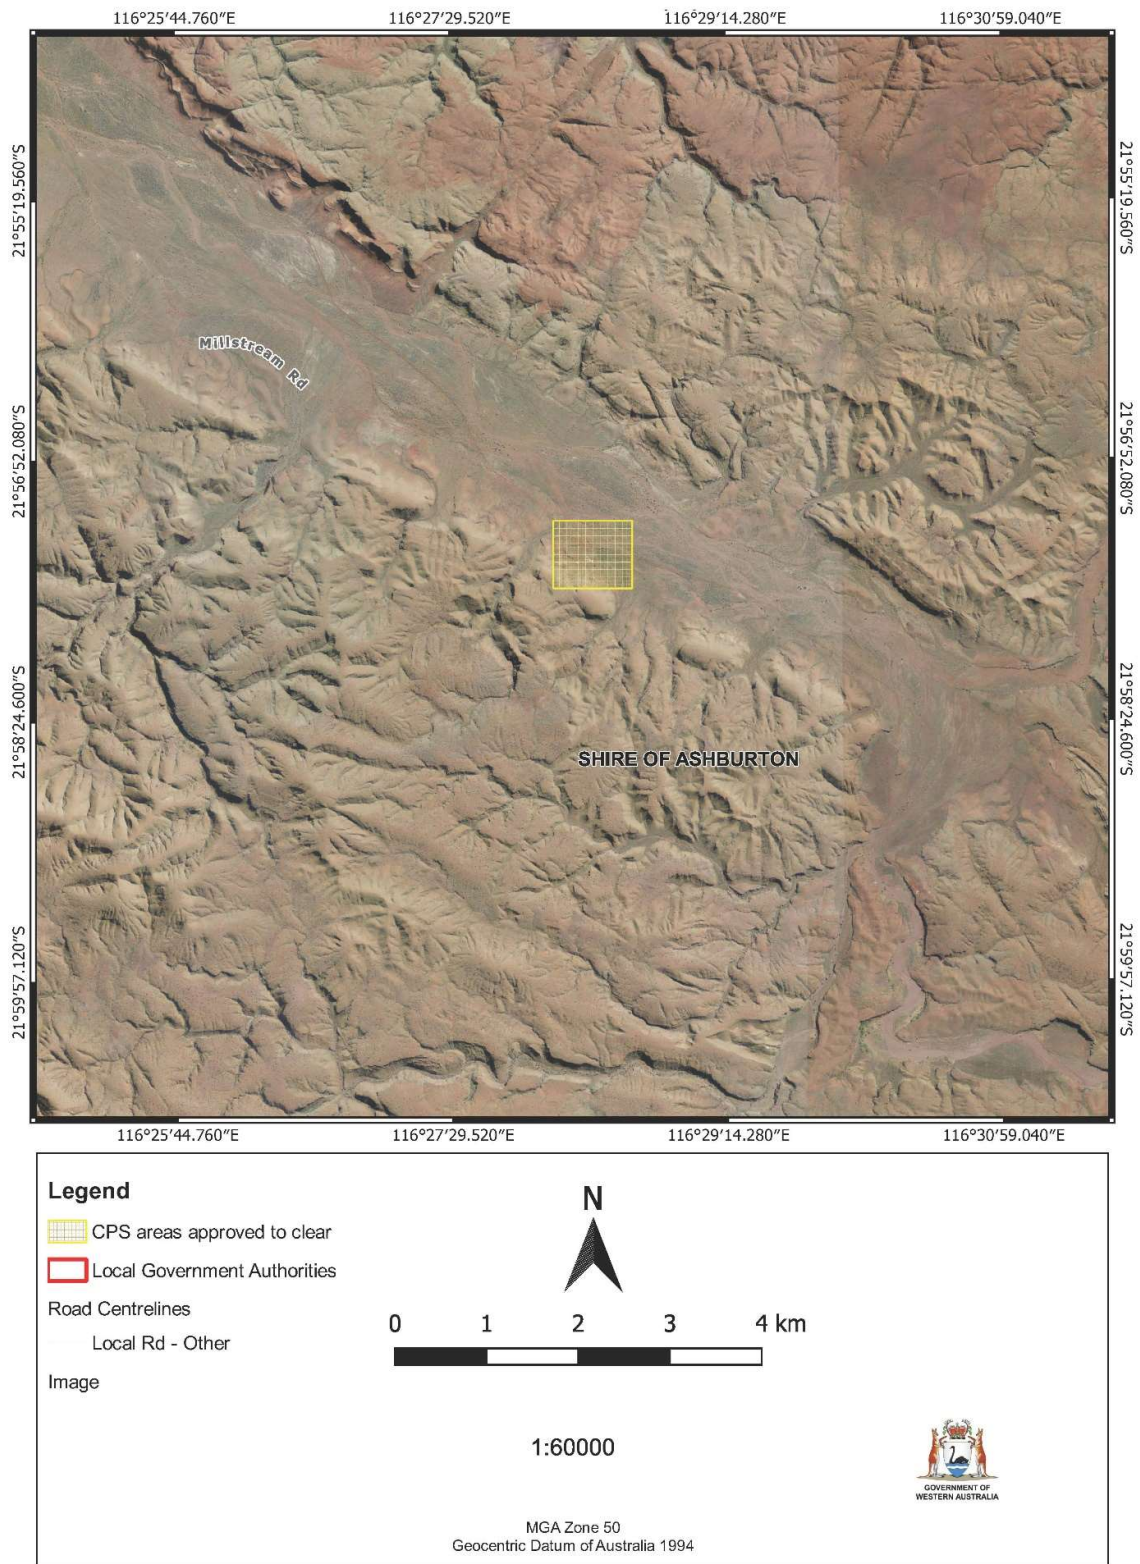 116°25'44.760"E 116°27'29.520"E 116°29'14.280"E 116°30'59.040"E
21°55'19.560"S
21°55'19.560"S
Millstream Rd
21°56'52.080"S
21°56'52.080"S
21°58'24.600"S
21°58'24.600"S
SHIRE OF ASHBURTON
21°59'57.120"S
21°59'57.120"S
116°25'44.760"E 116°27'29.520"E 116°29'14.280"E 116°30'59.040"E
Legend
CPS areas approved to clear
Local Government Authorities
Road Centrelines
Local Rd - Other
Image
N
0 1 2 3 4 km
1:60000
GOVERNMENT OF
WESTERN AUSTRALIA
MGA Zone 50
Geocentric Datum of Australia 1994